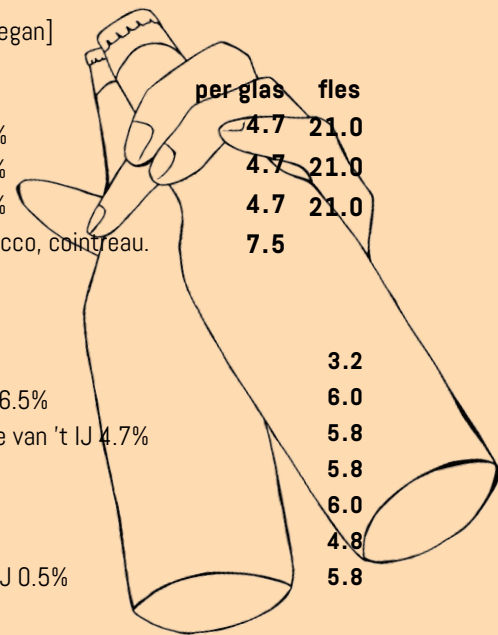 egan]
per glas fles
4.7 21.0
%
4.7 21.0
%
4.7 21.0
%
cco, cointreau. 7.5
3.2
6.5% 6.0
e van 't IJ 4.7% 5.8
5.8
6.0
4.8
J 0.5% 5.8